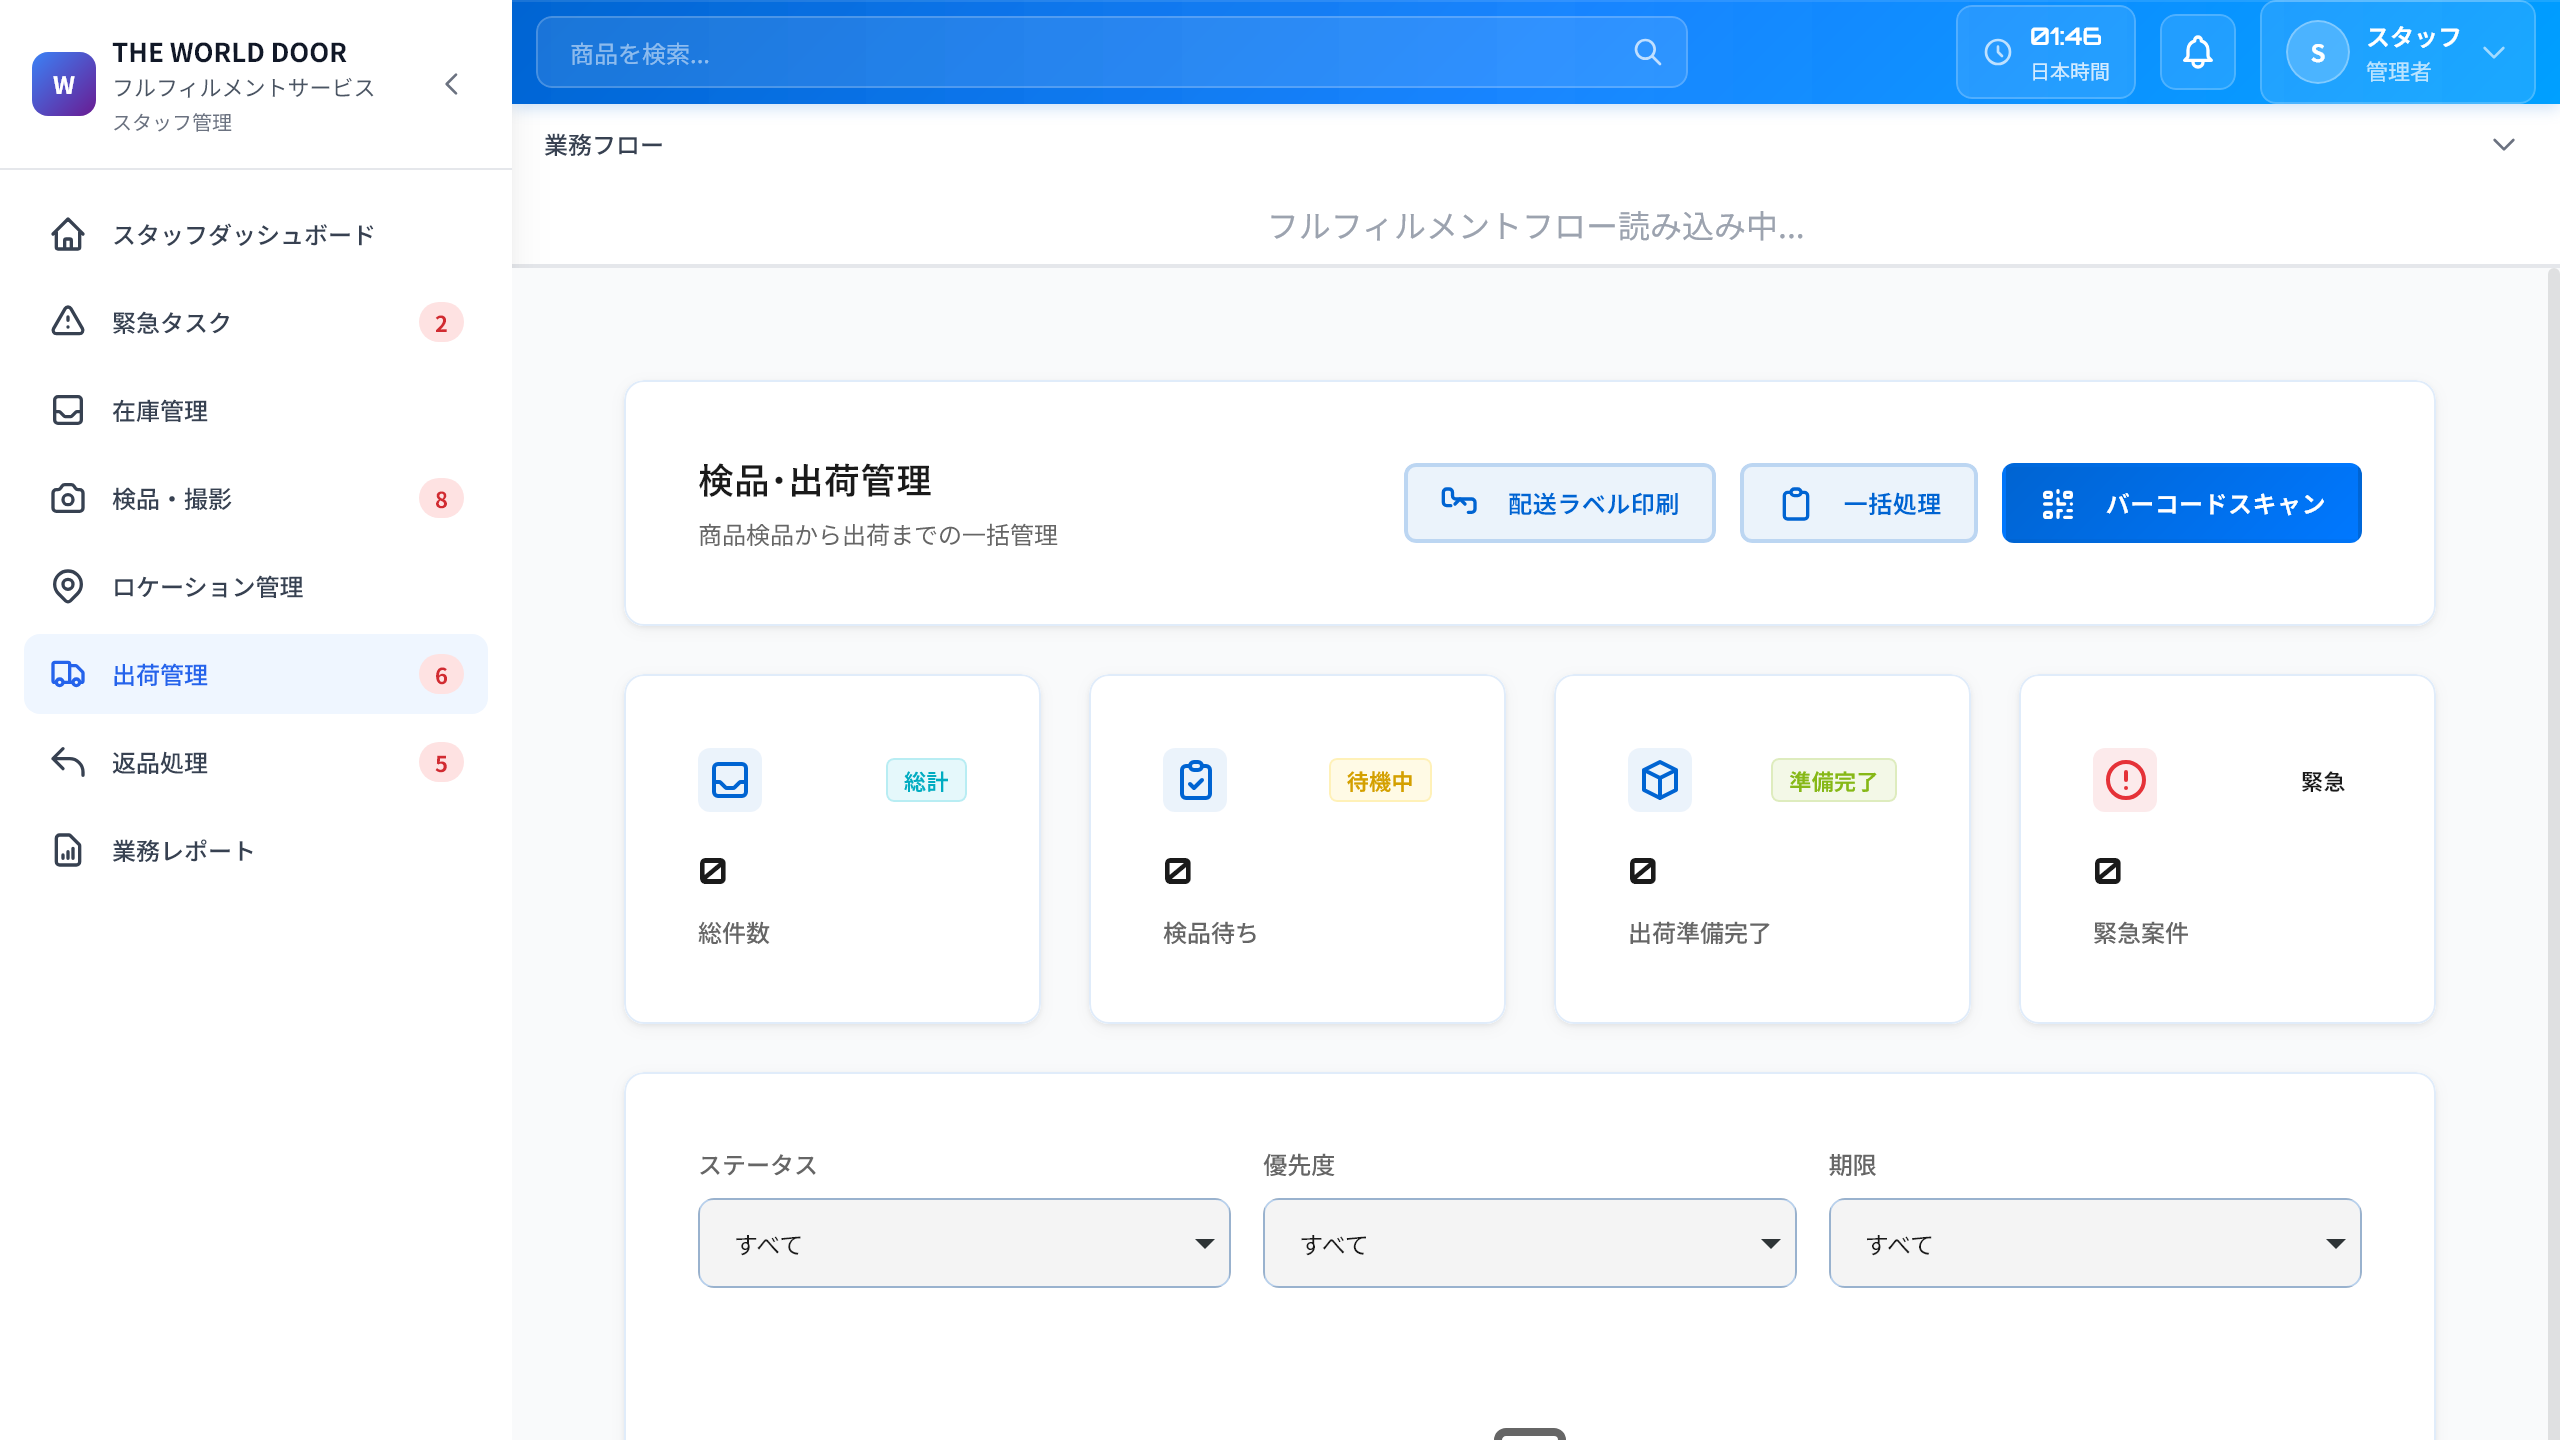 W
THE WORLD DOOR
フルフィルメントサービス
スタッフ管理
スタッフダッシュボード
緊急タスク
2
在庫管理
検品・撮影
8
ロケーション管理
出荷管理
6
返品処理
5
業務レポート
商品を検索...
01:46
日本時間
S
スタッフ
管理者
業務フロー
フルフィルメントフロー読み込み中...
検品・出荷管理
商品検品から出荷までの一括管理
配送ラベル印刷
一括処理
バーコードスキャン
総計
0
総件数
待機中
0
検品待ち
準備完了
0
出荷準備完了
緊急
0
緊急案件
ステータス
すべて
優先度
すべて
期限
すべて